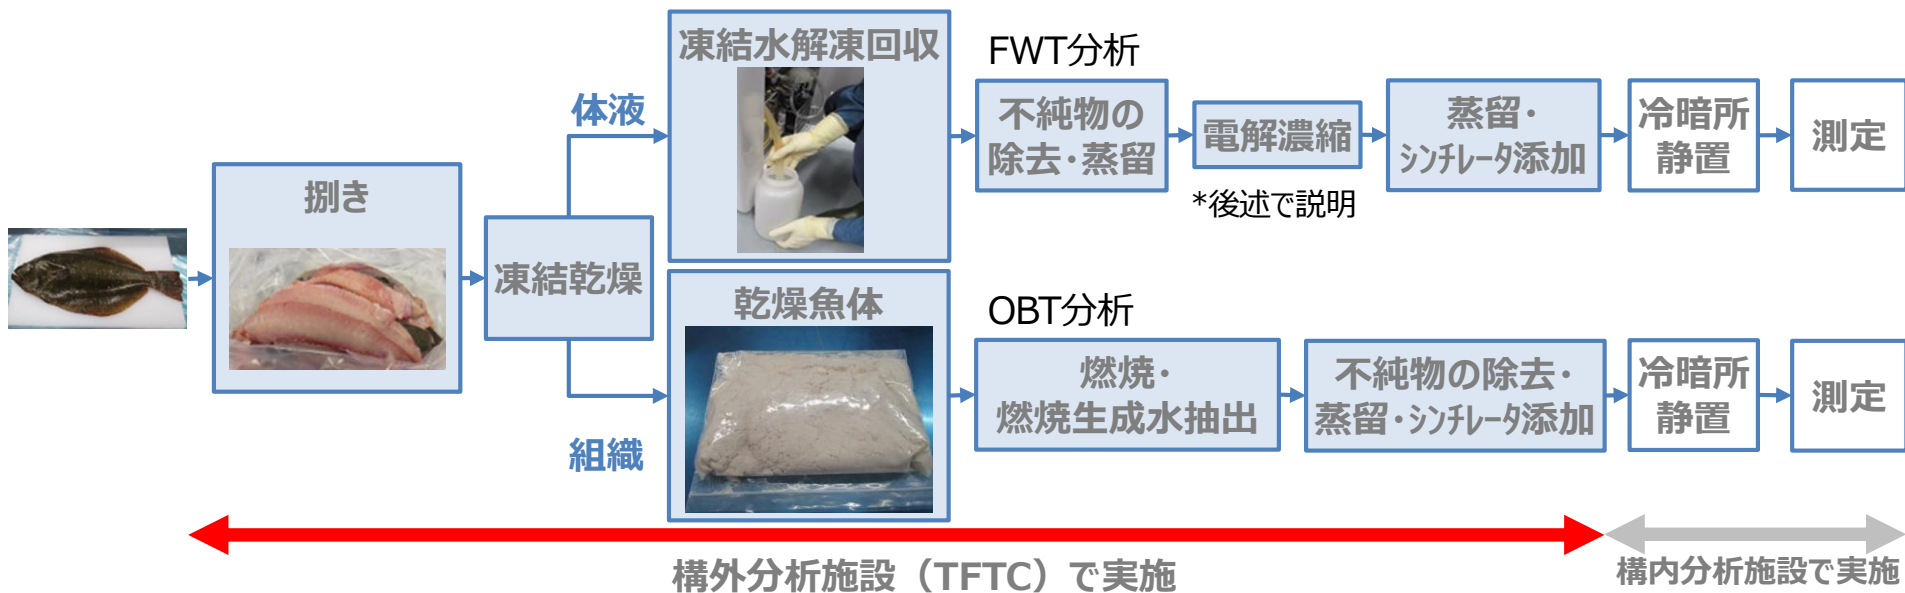 捌き
凍結乾燥
体液
凍結水解凍回収
FWT分析
不純物の
除去・蒸留
電解濃縮
*後述で説明
蒸留・
ｼﾝﾁﾚｰﾀ添加
冷暗所
静置
測定
組織
乾燥魚体
OBT分析
燃焼・
燃焼生成水抽出
不純物の除去・
蒸留・ｼﾝﾁﾚｰﾀ添加
冷暗所
静置
測定
構外分析施設（TFTC）で実施
構内分析施設で実施